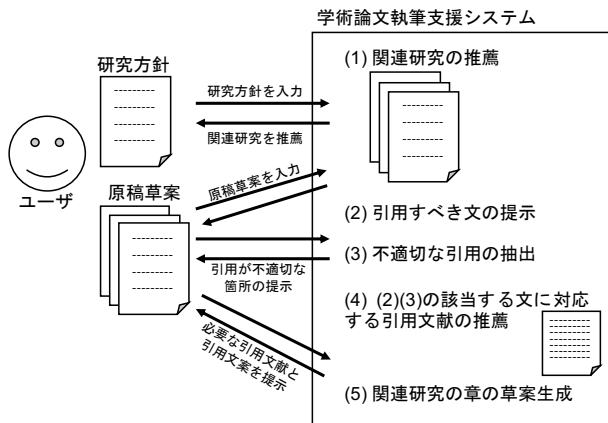 学術論文執筆支援システム
研究方針
(1) 関連研究の推薦
研究方針を入力
関連研究を推薦
ユーザ
原稿草案
原稿草案を入力
(2) 引用すべき文の提示
(3) 不適切な引用の抽出
引用が不適切な
箇所の提示
(4) (2)(3)の該当する文に対応
する引用文献の推薦
必要な引用文献と
引用文案を提示
(5) 関連研究の章の草案生成